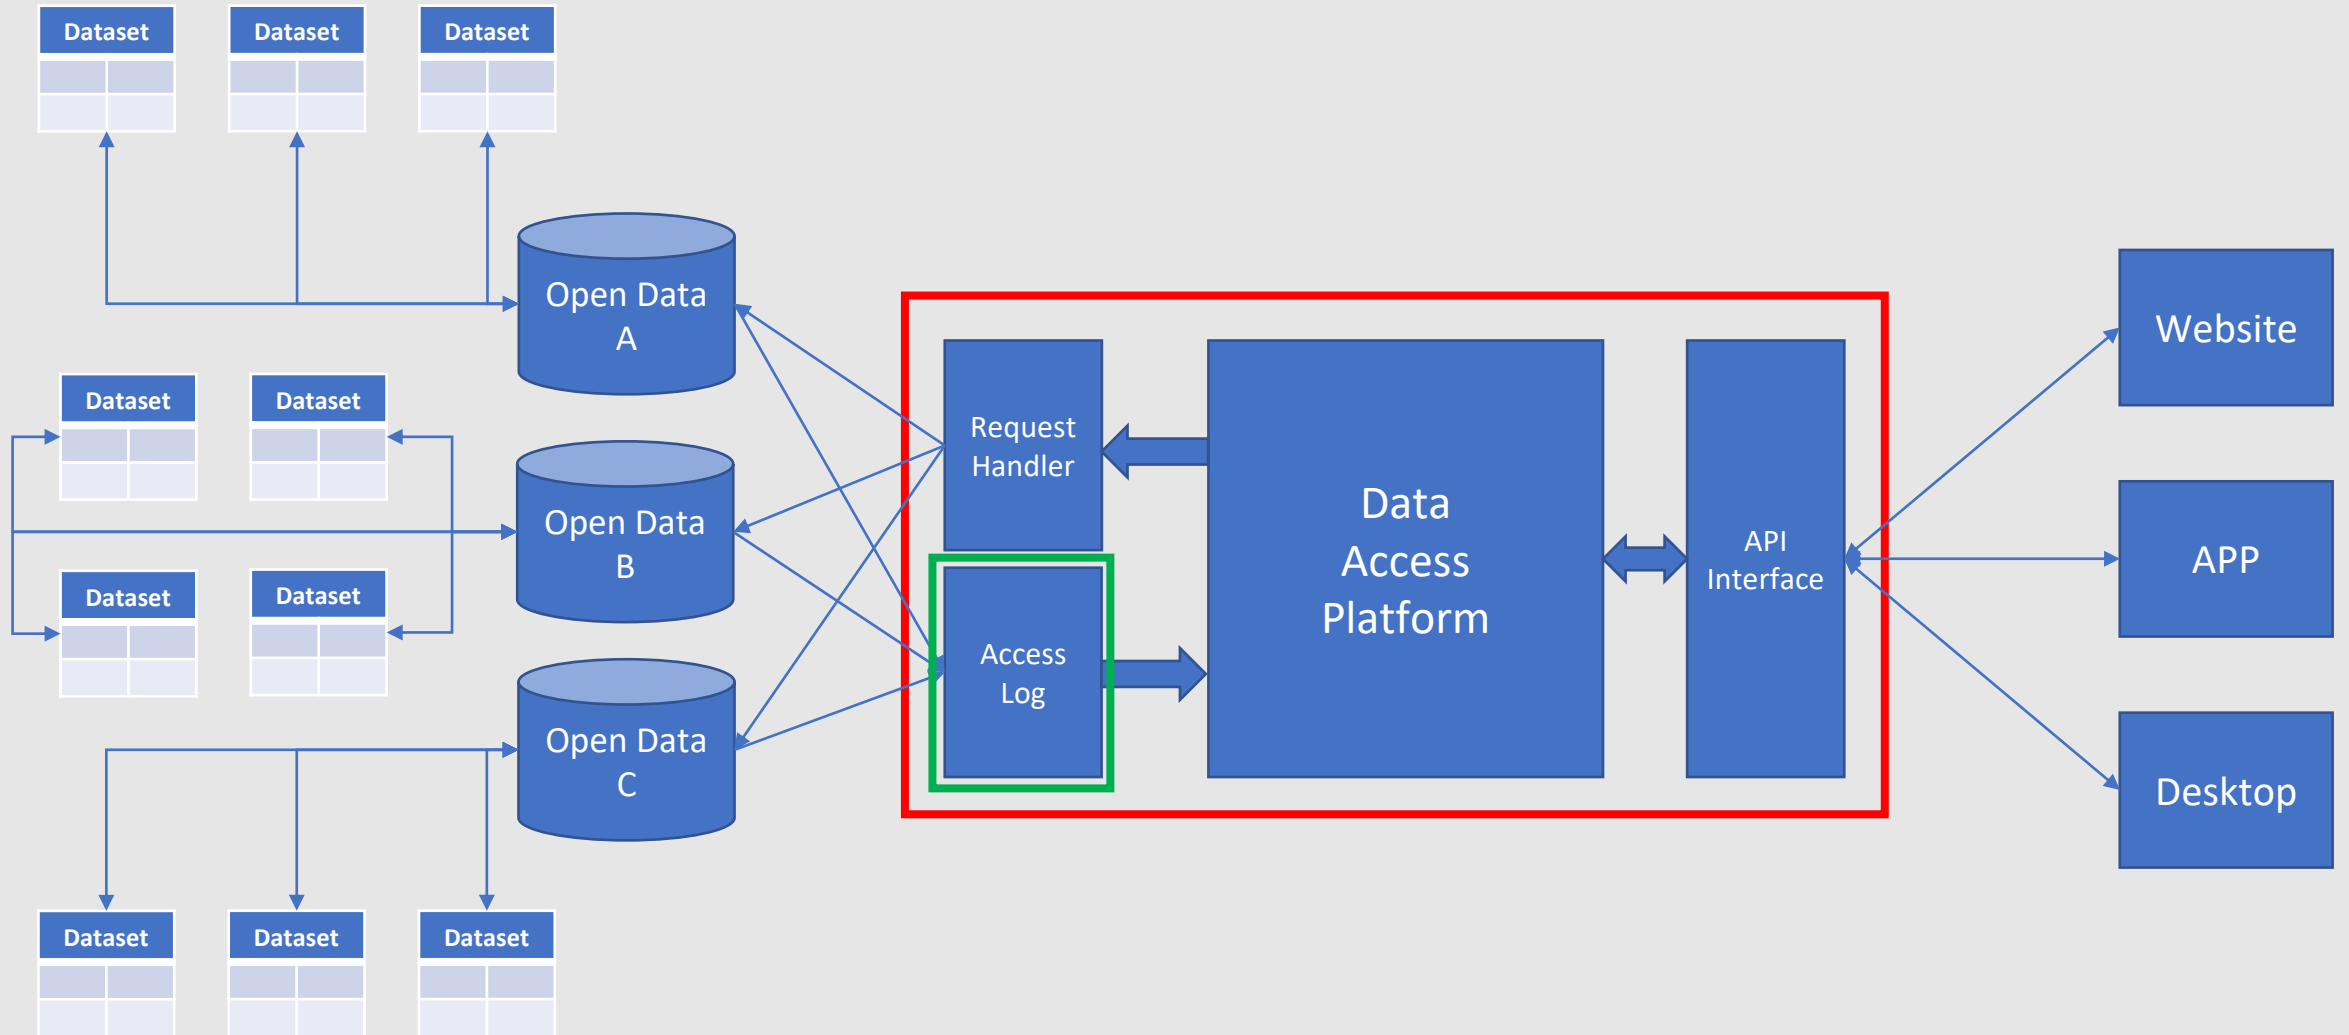 Dataset
Dataset
Dataset
Open Data
A
Dataset
Dataset
Open Data
B
Dataset
Dataset
Open Data
C
Dataset
Dataset
Dataset
Request
Handler
Access
Log
Data
Access
Platform
API
Interface
Website
APP
Desktop